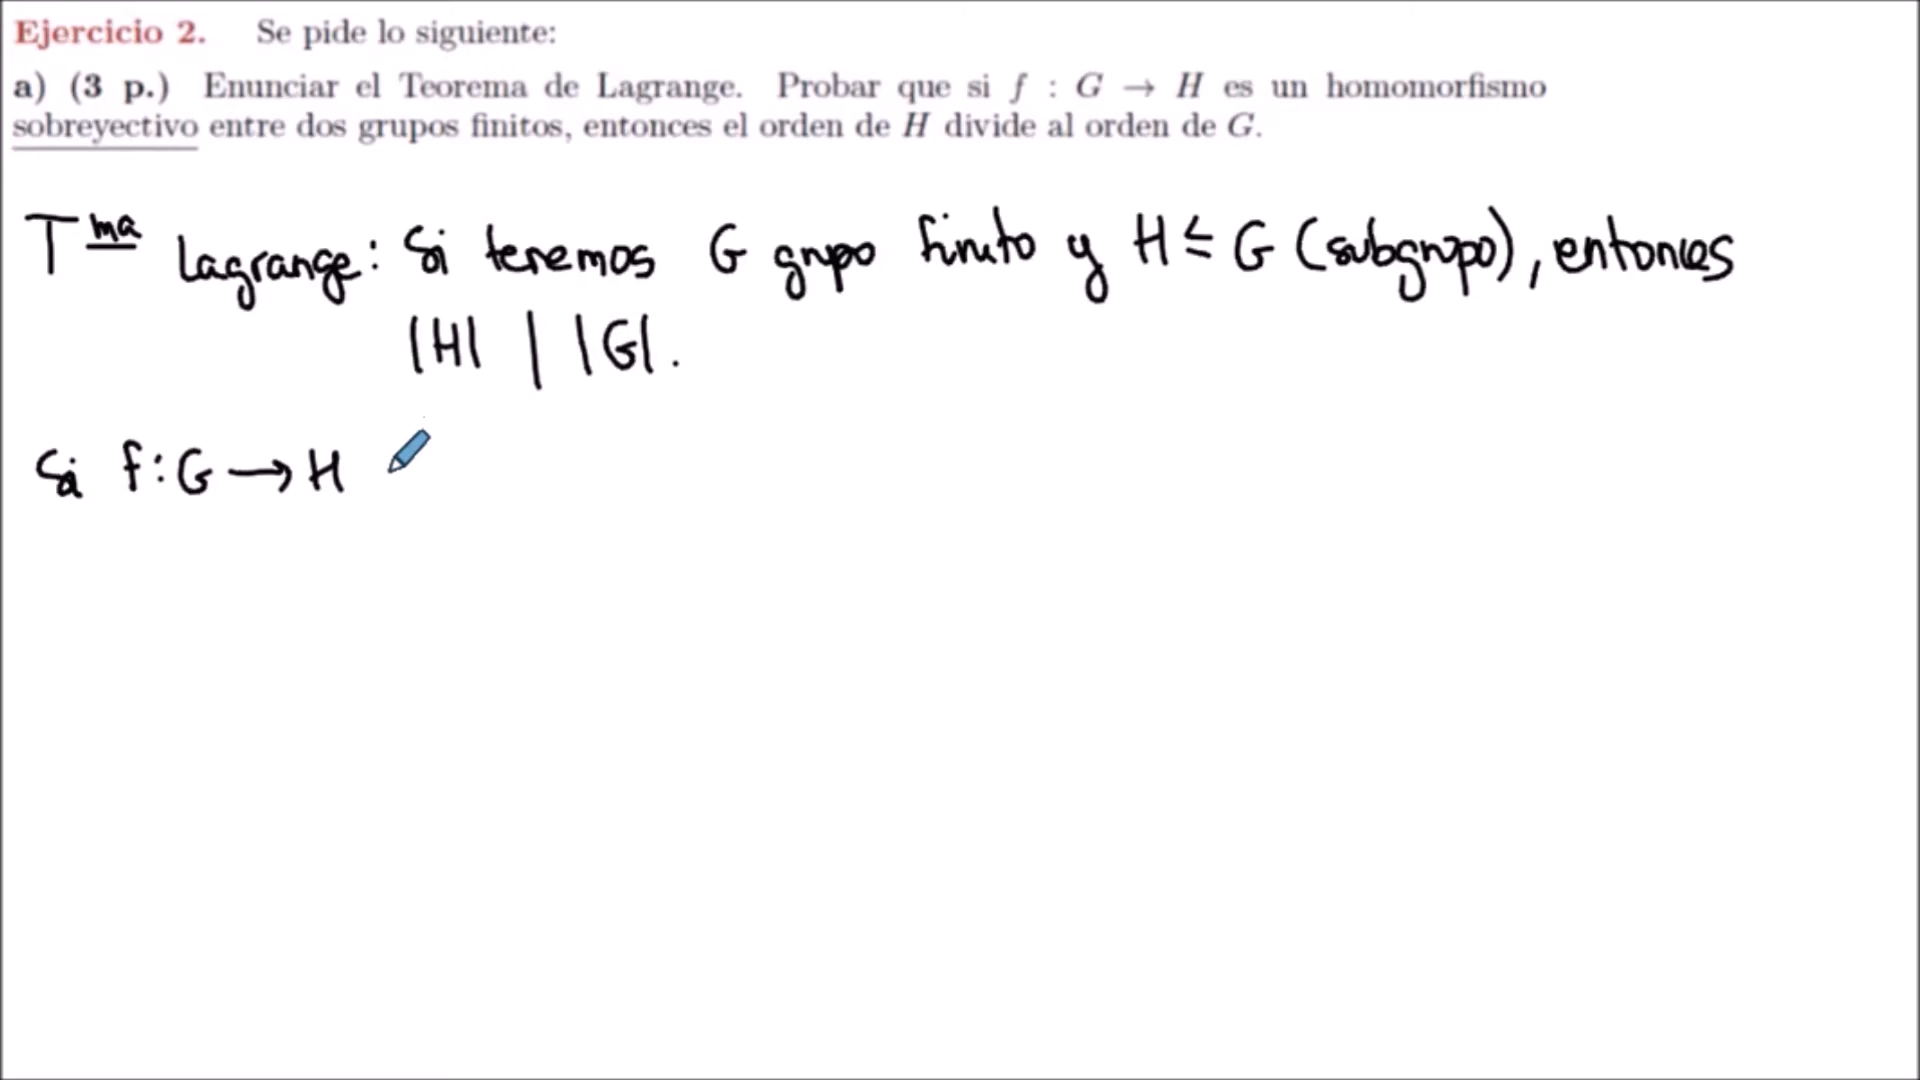 Ejercicio 2. Se pide lo siguiente:
a) (3 p.) Enunciar el Teorema de Lagrange. Probar que si f : G → H es un homomorfismo
sobreyectivo entre dos grupos finitos, entonces el orden de H divide al orden de G.
Tma Lagrange: Si tenemos G grupo finito y H ≤ G (subgrupo), entonces
|H| | |G|.
Si f: G → H